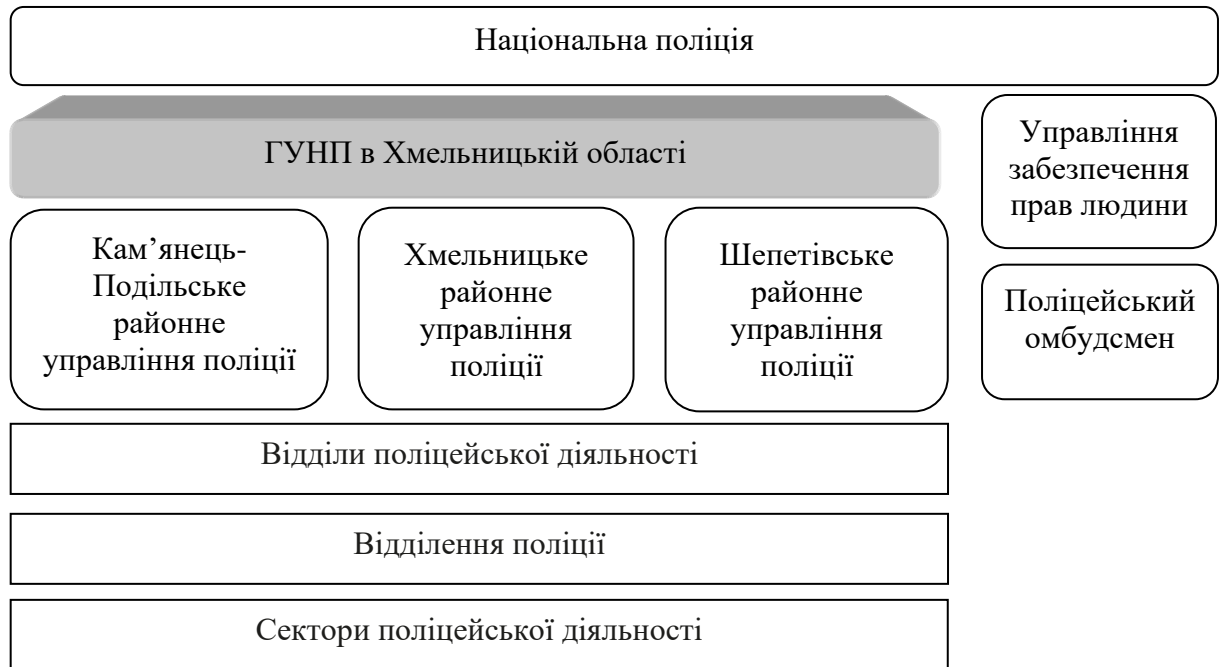 Національна поліція
ГУНП в Хмельницькій області
Управління
забезпечення
прав людини
Кам’янець-
Подільське
районне
управління поліції
Хмельницьке
районне
управління
поліції
Шепетівське
районне
управління
поліції
Поліцейський
омбудсмен
Відділи поліцейської діяльності
Відділення поліції
Сектори поліцейської діяльності